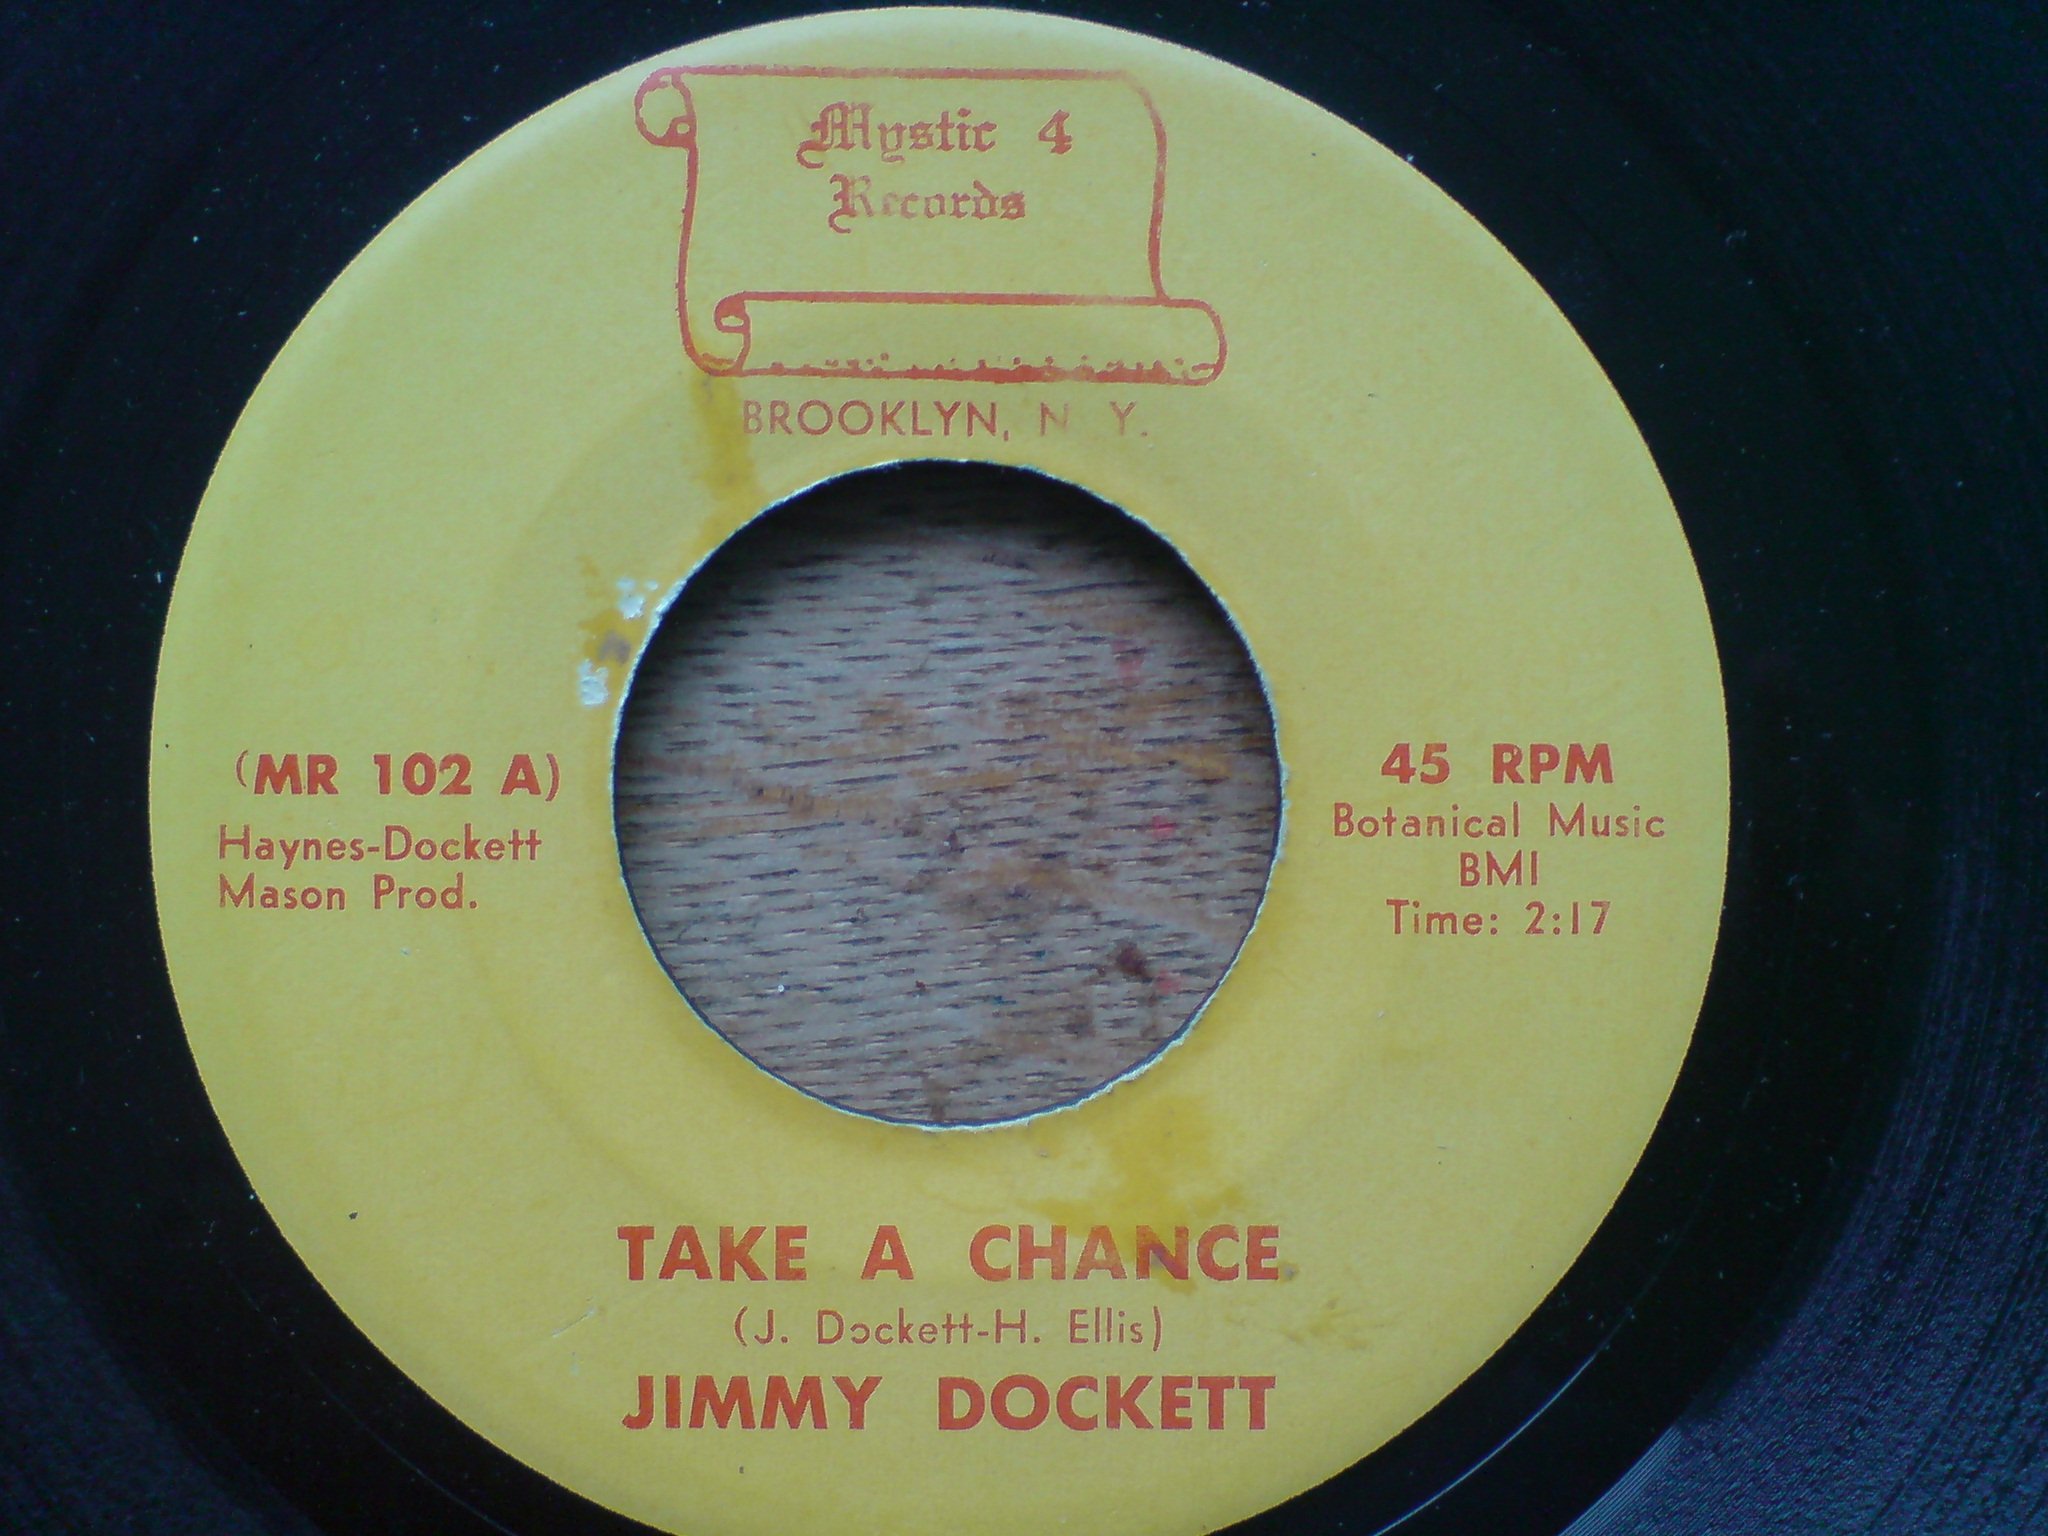 Mystic 4
Records
BROOKLYN, N Y.
(MR 102 A)
Haynes-Dockett
Mason Prod.
45 RPM
Botanical Music
BMI
Time: 2:17
TAKE A CHANCE
(J. Dockett-H. Ellis)
JIMMY DOCKETT